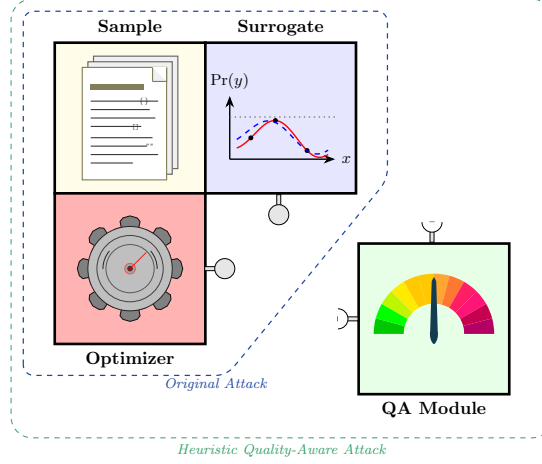 Sample
Surrogate
Pr(y)
{}
[]
""
x
Optimizer
Original Attack
QA Module
Heuristic Quality-Aware Attack